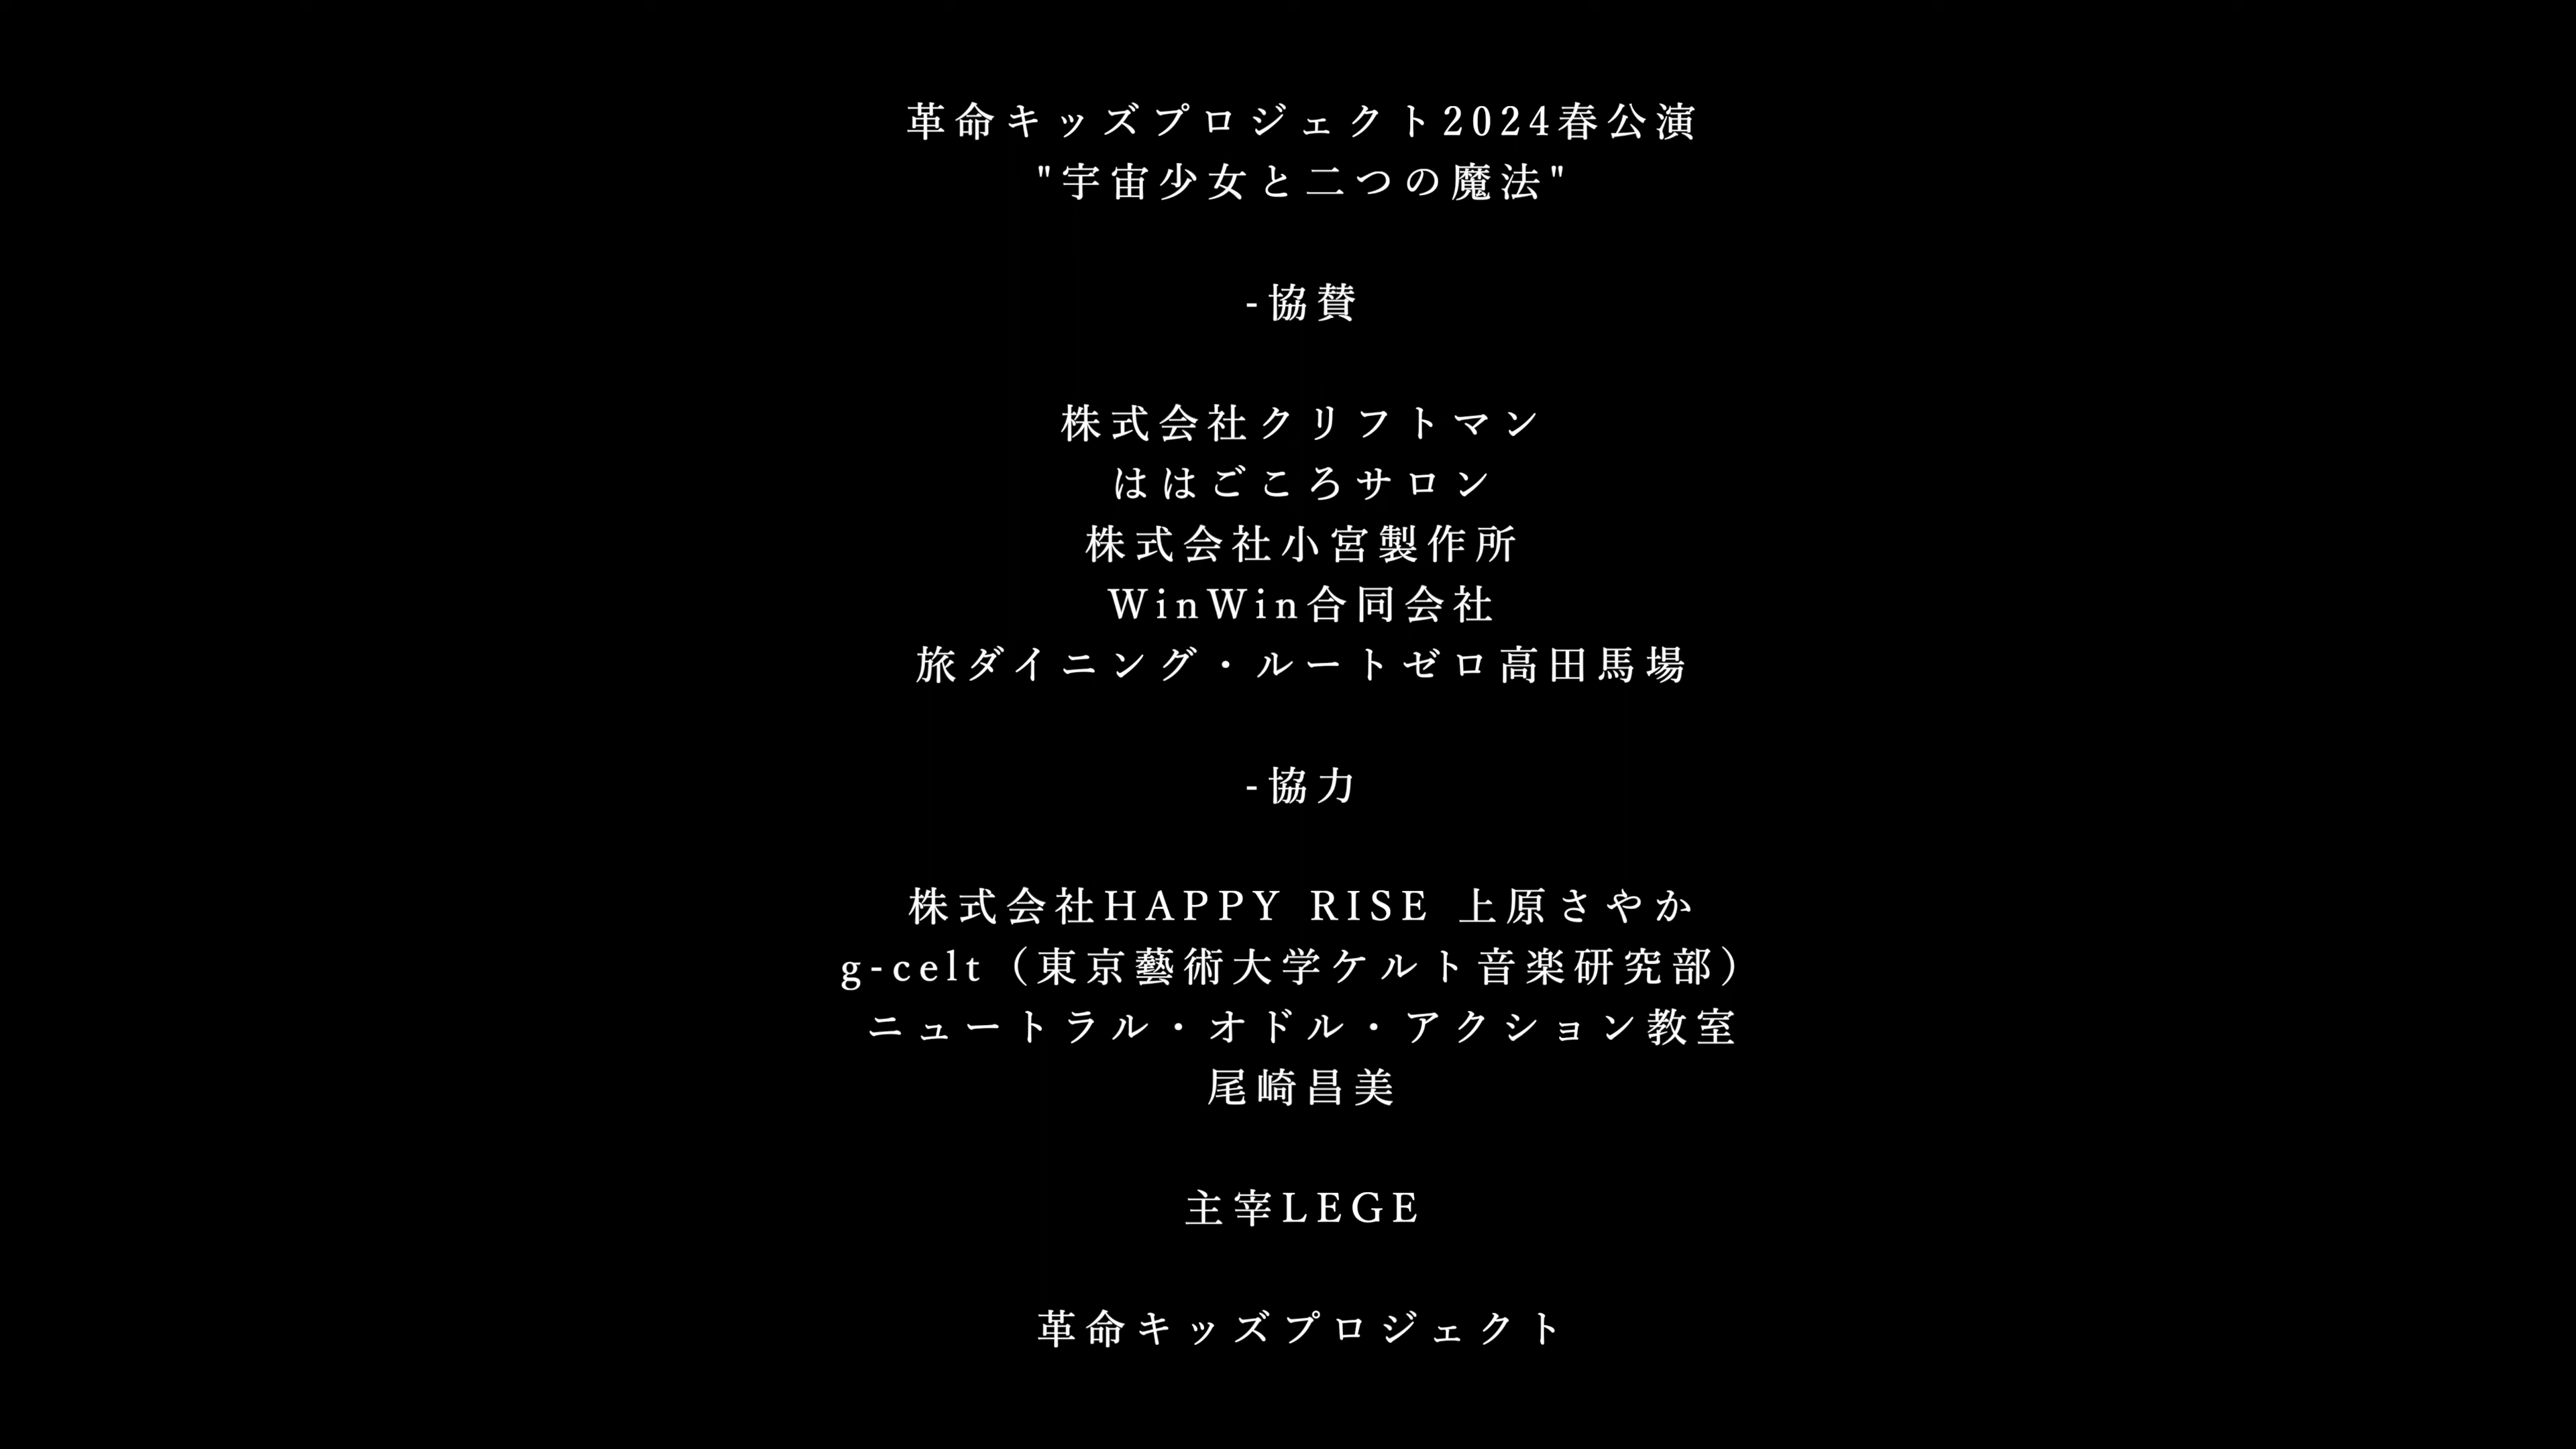 革命キッズプロジェクト2024春公演
"宇宙少女と二つの魔法"
-協賛
株式会社クリフトマン
ははごころサロン
株式会社小宮製作所
WinWin合同会社
旅ダイニング・ルートゼロ高田馬場
-協力
株式会社HAPPY RISE 上原さやか
g-celt（東京藝術大学ケルト音楽研究部）
ニュートラル・オドル・アクション教室
尾崎昌美
主宰LEGE
革命キッズプロジェクト